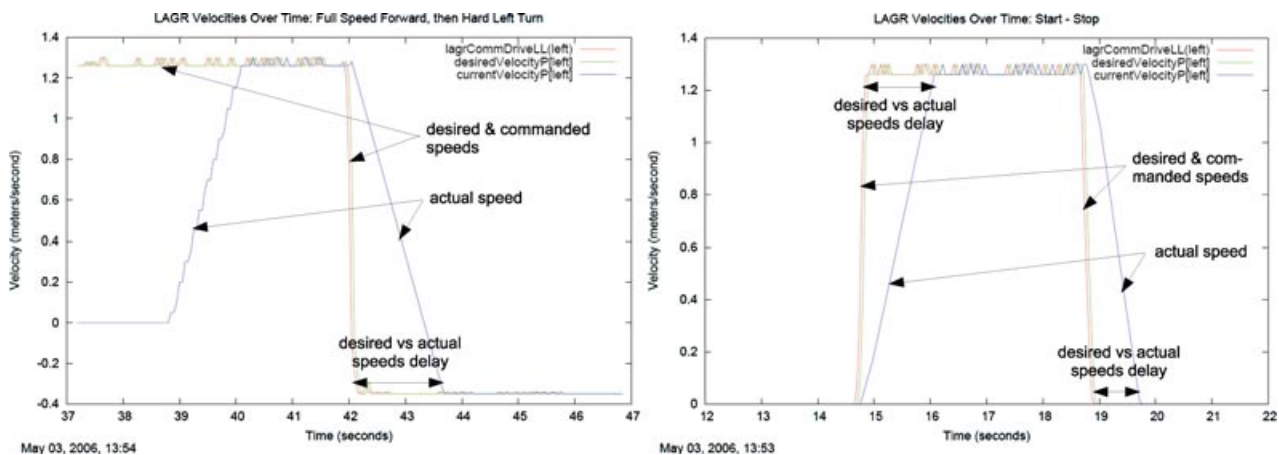 LAGR Velocities Over Time: Full Speed Forward, then Hard Left Turn
1.4
1.2
1
0.8
0.6
0.4
0.2
0
-0.2
-0.4
Velocity (meters/second)
lagrCommDriveLL(left)
desiredVelocityP[left]
currentVelocityP[left]
desired & commanded
speeds
actual speed
desired vs actual
speeds delay
37 38 39 40 41 42 43 44 45 46 47
Time (seconds)
May 03, 2006, 13:54
LAGR Velocities Over Time: Start - Stop
1.4
1.2
1
0.8
0.6
0.4
0.2
0
Velocity (meters/second)
lagrCommDriveLL(left)
desiredVelocityP[left]
currentVelocityP[left]
desired vs actual
speeds delay
desired & com-
manded speeds
actual speed
desired vs actual
speeds delay
12 13 14 15 16 17 18 19 20 21 22
Time (seconds)
May 03, 2006, 13:53